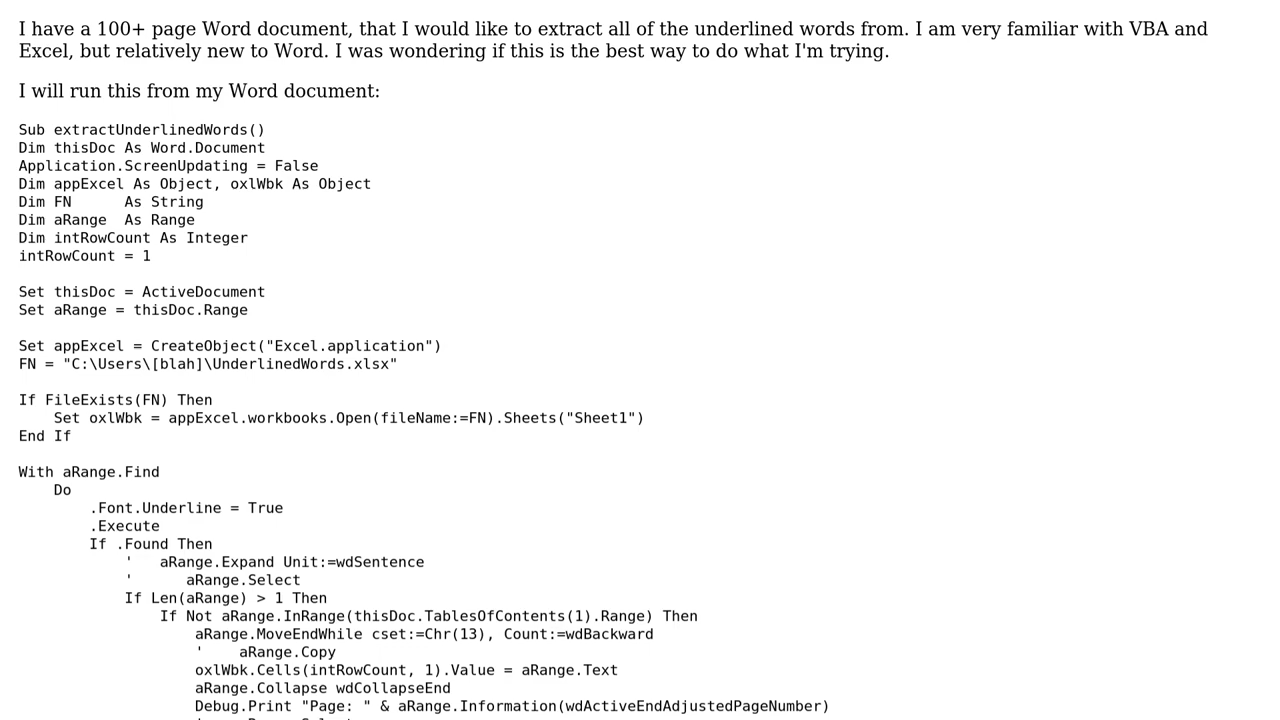 I have a 100+ page Word document, that I would like to extract all of the underlined words from. I am very familiar with VBA and
Excel, but relatively new to Word. I was wondering if this is the best way to do what I'm trying.
I will run this from my Word document:
Sub extractUnderlinedWords()
Dim thisDoc As Word.Document
Application.ScreenUpdating = False
Dim appExcel As Object, oxlWbk As Object
Dim FN      As String
Dim aRange  As Range
Dim intRowCount As Integer
intRowCount = 1
Set thisDoc = ActiveDocument
Set aRange = thisDoc.Range
Set appExcel = CreateObject("Excel.application")
FN = "C:\Users\[blah]\UnderlinedWords.xlsx"
If FileExists(FN) Then
    Set oxlWbk = appExcel.workbooks.Open(fileName:=FN).Sheets("Sheet1")
End If
With aRange.Find
    Do
        .Font.Underline = True
        .Execute
        If .Found Then
            '   aRange.Expand Unit:=wdSentence
            '      aRange.Select
            If Len(aRange) > 1 Then
                If Not aRange.InRange(thisDoc.TablesOfContents(1).Range) Then
                    aRange.MoveEndWhile cset:=Chr(13), Count:=wdBackward
                    '    aRange.Copy
                    oxlWbk.Cells(intRowCount, 1).Value = aRange.Text
                    aRange.Collapse wdCollapseEnd
                    Debug.Print "Page: " & aRange.Information(wdActiveEndAdjustedPageNumber)